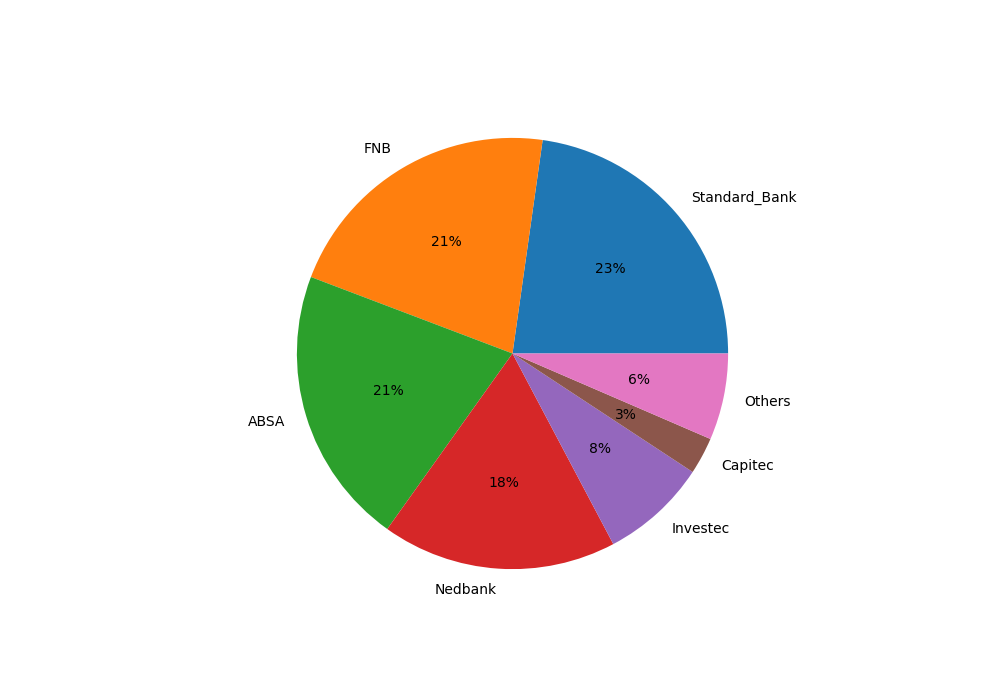 FNB
Standard_Bank
21%
23%
6%
21%
Others
3%
ABSA
8%
Capitec
18%
Investec
Nedbank